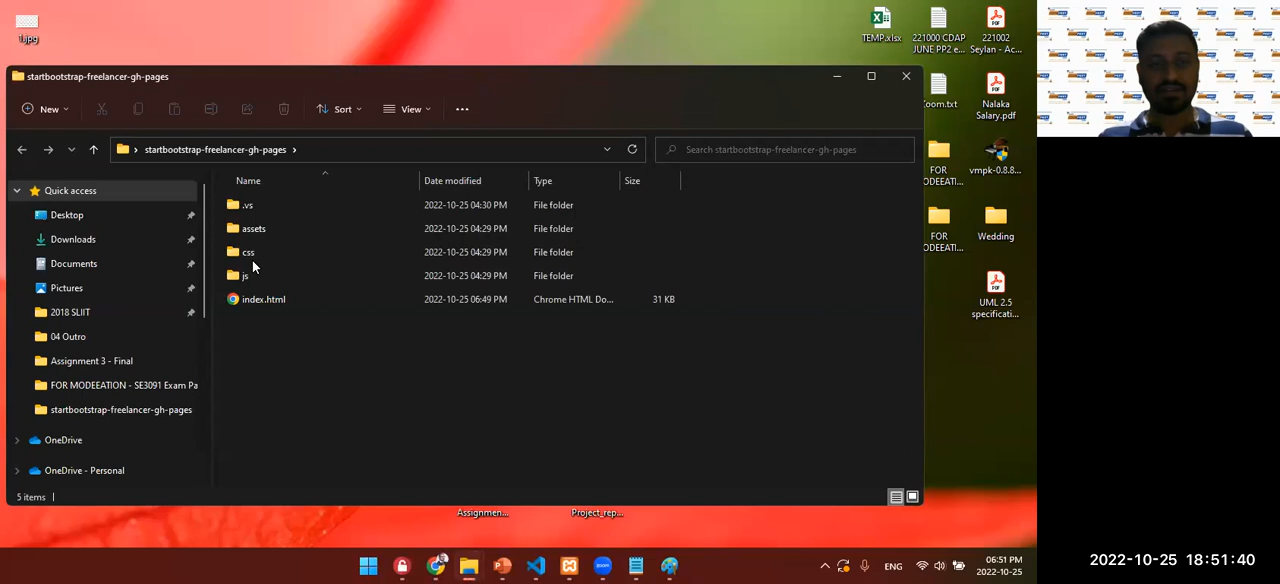 1.jpg
TEMP.xlsx
221000 CDAP
JUNE PP2 e...
221002
Seylan - Ac...
startbootstrap-freelancer-gh-pages
New
Sort
View
Zoom.txt
Nalaka
Salary.pdf
startbootstrap-freelancer-gh-pages
Search startbootstrap-freelancer-gh-pages
FOR
MODEEATI...
vmpk-0.8.8...
Name
Date modified
Type
Size
Quick access
.vs
2022-10-25 04:30 PM
File folder
Desktop
assets
2022-10-25 04:29 PM
File folder
Downloads
css
2022-10-25 04:29 PM
File folder
FOR
MODEEATI...
Wedding
Documents
js
2022-10-25 04:29 PM
File folder
Pictures
index.html
2022-10-25 06:49 PM
Chrome HTML Do...
31 KB
2018 SLIIT
UML 2.5
specificati...
04 Outro
Assignment 3 - Final
FOR MODEEATION - SE3091 Exam Pa
startbootstrap-freelancer-gh-pages
OneDrive
OneDrive - Personal
5 items
Assignmen...
Project_rep...
zoom
ENG
06:51 PM
2022-10-25
2022-10-25 18:51:40